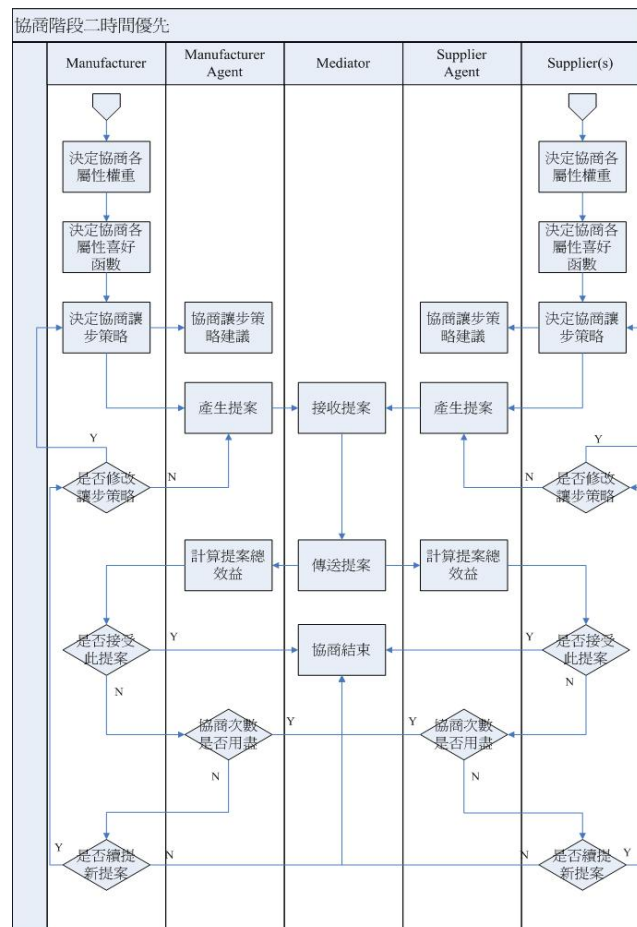 協商階段二時間優先
Manufacturer
Manufacturer
Agent
Mediator
Supplier
Agent
Supplier(s)
決定協商各
屬性權重
決定協商各
屬性權重
決定協商各
屬性喜好
函數
決定協商各
屬性喜好
函數
決定協商讓
步策略
協商讓步策
略建議
協商讓步策
略建議
決定協商讓
步策略
產生提案
接收提案
產生提案
Y
Y
是否修改
讓步策略
N
N
是否修改
讓步策略
計算提案總
效益
傳送提案
計算提案總
效益
是否接受
此提案
Y
協商結束
Y
是否接受
此提案
N
N
協商次數
是否用盡
Y
Y
協商次數
是否用盡
N
N
Y
是否續提
新提案
N
N
是否續提
新提案
Y